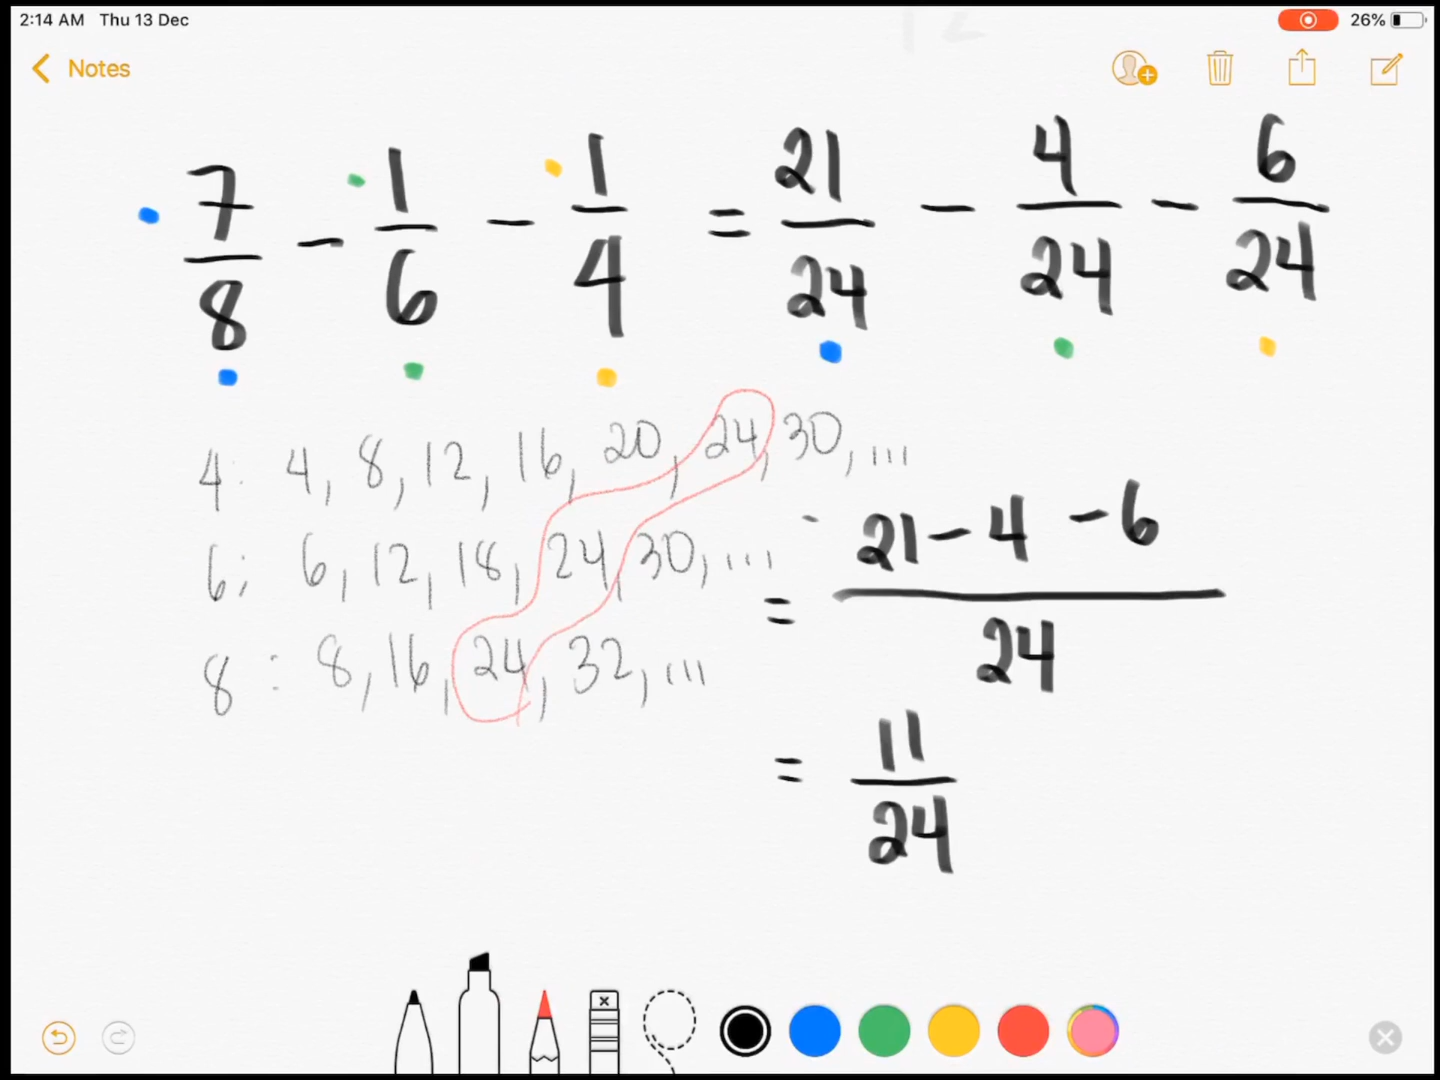 2:14 AM Thu 13 Dec 26%
Notes
7/8 - 1/6 - 1/4 = 21/24 - 4/24 - 6/24
4: 4, 8, 12, 16, 20, 24, 30, ...
6: 6, 12, 18, 24, 30, ...
8: 8, 16, 24, 32, ...
= 21 - 4 - 6 / 24
= 11/24